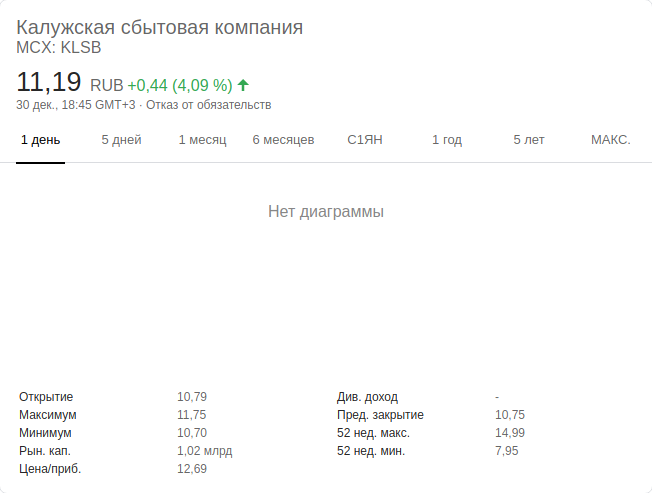 Калужская сбытовая компания
MCX: KLSB
11,19 RUB +0,44 (4,09 %)
30 дек., 18:45 GMT+3 · Отказ от обязательств
1 день 5 дней 1 месяц 6 месяцев С1ЯН 1 год 5 лет МАКС.
Нет диаграммы
Открытие 10,79 Див. доход -
Максимум 11,75 Пред. закрытие 10,75
Минимум 10,70 52 нед. макс. 14,99
Рын. кап. 1,02 млрд 52 нед. мин. 7,95
Цена/приб. 12,69